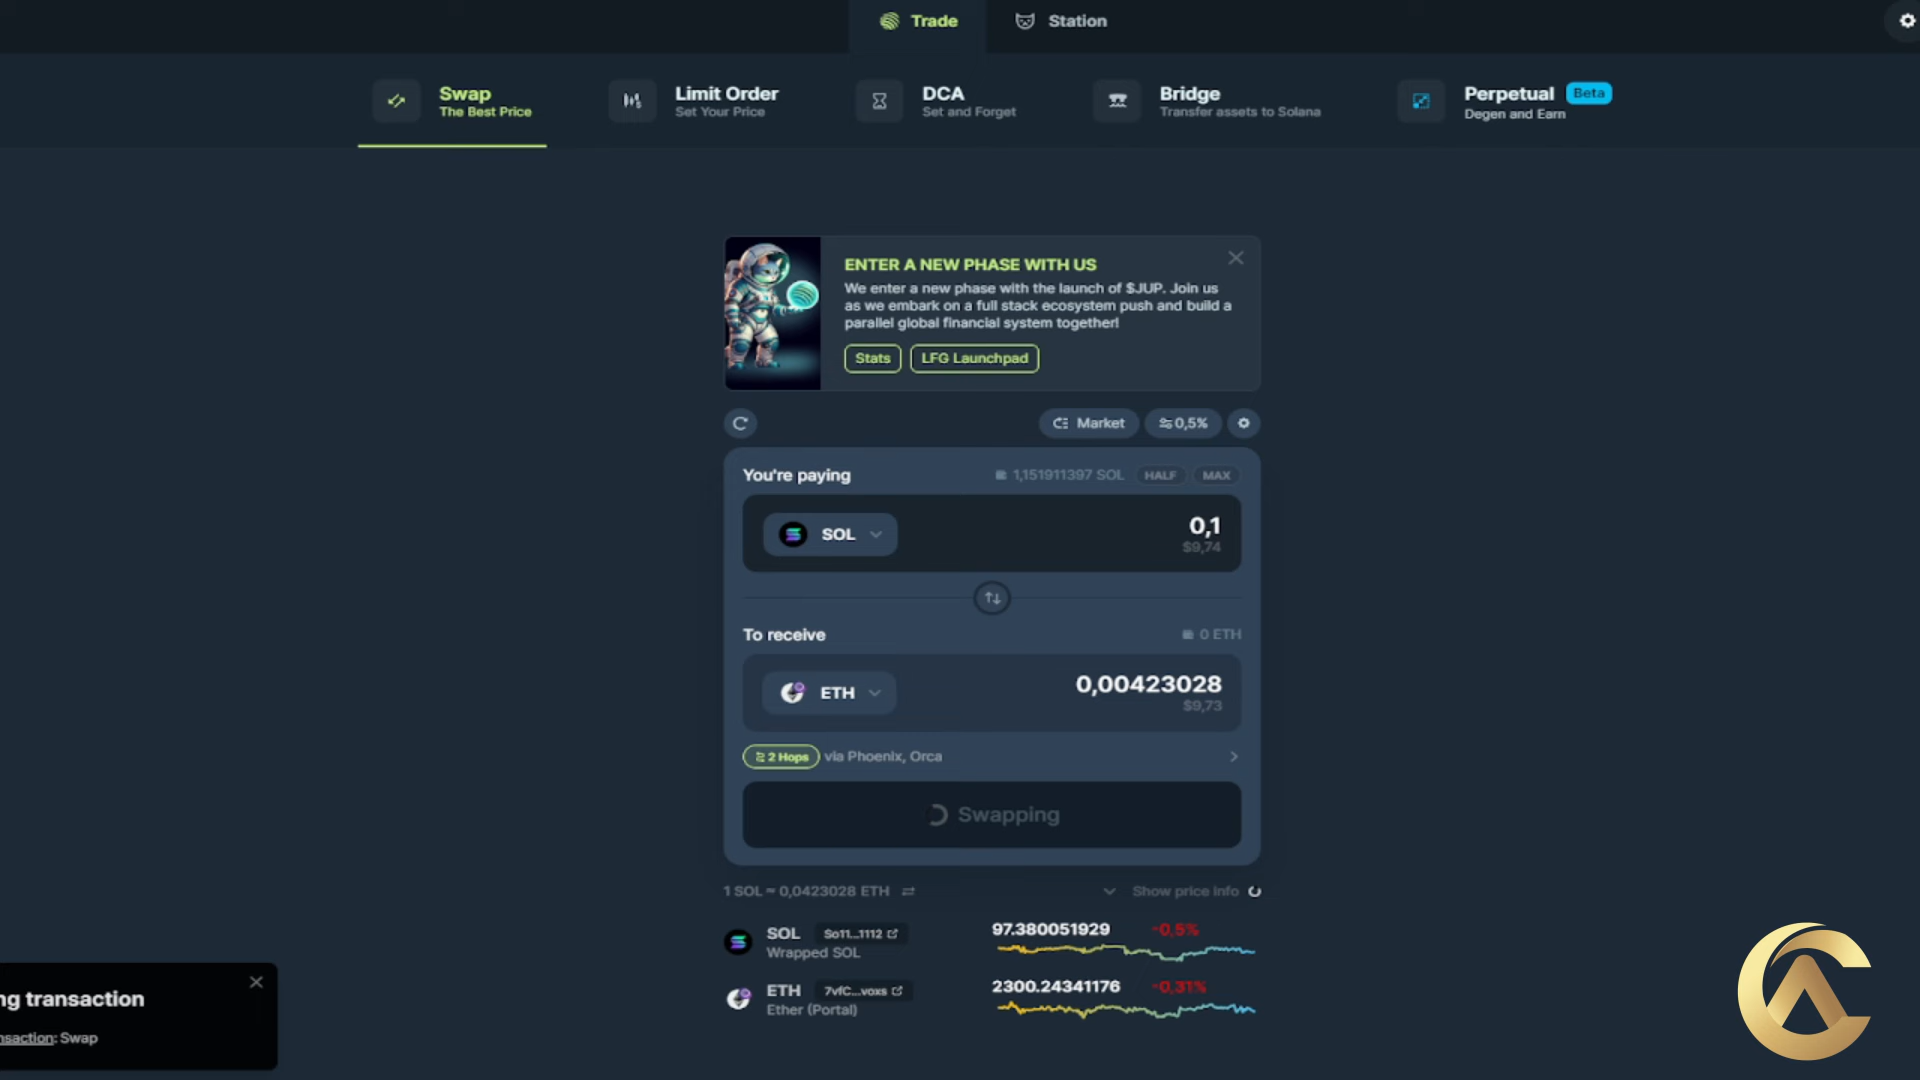 Trade
Station
Swap
The Best Price
Limit Order
Set Your Price
DCA
Set and Forget
Bridge
Transfer assets to Solana
Perpetual
Beta
Degen and Earn
ENTER A NEW PHASE WITH US
We enter a new phase with the launch of $JUP. Join us
as we embark on a full stack ecosystem push and build a
parallel global financial system together!
Stats
LFG Launchpad
Market
0,5%
You're paying
1,151911397 SOL
HALF
MAX
SOL
0,1
$9,74
To receive
0 ETH
ETH
0,00423028
$9,73
2 Hops
via Phoenix, Orca
Swapping
1 SOL ≈ 0,0423028 ETH
Show price info
SOL
So11...1112
97.380051929
-0,5%
Wrapped SOL
ETH
7vfC...voxs
2300.24341176
-0,31%
Ether (Portal)
ng transaction
nsaction: Swap